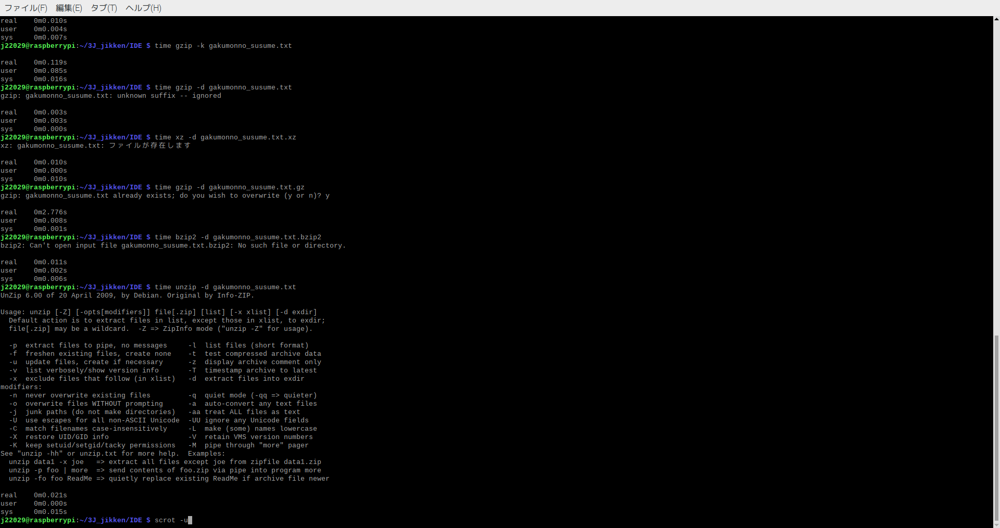 ファイル(F) 編集(E) タブ(T) ヘルプ(H)
real    0m0.010s
user    0m0.004s
sys     0m0.007s
j22029@raspberrypi:~/3J_jikken/IDE $ time gzip -k gakumonno_susume.txt

real    0m0.119s
user    0m0.085s
sys     0m0.016s
j22029@raspberrypi:~/3J_jikken/IDE $ time gzip -d gakumonno_susume.txt
gzip: gakumonno_susume.txt: unknown suffix -- ignored

real    0m0.003s
user    0m0.003s
sys     0m0.000s
j22029@raspberrypi:~/3J_jikken/IDE $ time xz -d gakumonno_susume.txt.xz
xz: gakumonno_susume.txt: ファイルが存在します

real    0m0.010s
user    0m0.000s
sys     0m0.010s
j22029@raspberrypi:~/3J_jikken/IDE $ time gzip -d gakumonno_susume.txt.gz
gzip: gakumonno_susume.txt already exists; do you wish to overwrite (y or n)? y

real    0m2.776s
user    0m0.008s
sys     0m0.001s
j22029@raspberrypi:~/3J_jikken/IDE $ time bzip2 -d gakumonno_susume.txt.bzip2
bzip2: Can't open input file gakumonno_susume.txt.bzip2: No such file or directory.

real    0m0.011s
user    0m0.002s
sys     0m0.006s
j22029@raspberrypi:~/3J_jikken/IDE $ time unzip -d gakumonno_susume.txt
UnZip 6.00 of 20 April 2009, by Debian. Original by Info-ZIP.

Usage: unzip [-Z] [-opts[modifiers]] file[.zip] [list] [-x xlist] [-d exdir]
  Default action is to extract files in list, except those in xlist, to exdir;
  file[.zip] may be a wildcard.  -Z => ZipInfo mode ("unzip -Z" for usage).

  -p  extract files to pipe, no messages     -l  list files (short format)
  -f  freshen existing files, create none    -t  test compressed archive data
  -u  update files, create if necessary      -z  display archive comment only
  -v  list verbosely/show version info       -T  timestamp archive to latest
  -x  exclude files that follow (in xlist)   -d  extract files into exdir
modifiers:
  -n  never overwrite existing files         -q  quiet mode (-qq => quieter)
  -o  overwrite files WITHOUT prompting      -a  auto-convert any text files
  -j  junk paths (do not make directories)   -aa treat ALL files as text
  -U  use escapes for all non-ASCII Unicode  -UU ignore any Unicode fields
  -C  match filenames case-insensitively     -L  make (some) names lowercase
  -X  restore UID/GID info                   -V  retain VMS version numbers
  -K  keep setuid/setgid/tacky permissions   -M  pipe through "more" pager
See "unzip -hh" or unzip.txt for more help.  Examples:
  unzip data1 -x joe   => extract all files except joe from zipfile data1.zip
  unzip -p foo | more  => send contents of foo.zip via pipe into program more
  unzip -fo foo ReadMe => quietly replace existing ReadMe if archive file newer

real    0m0.021s
user    0m0.000s
sys     0m0.015s
j22029@raspberrypi:~/3J_jikken/IDE $ scrot -u